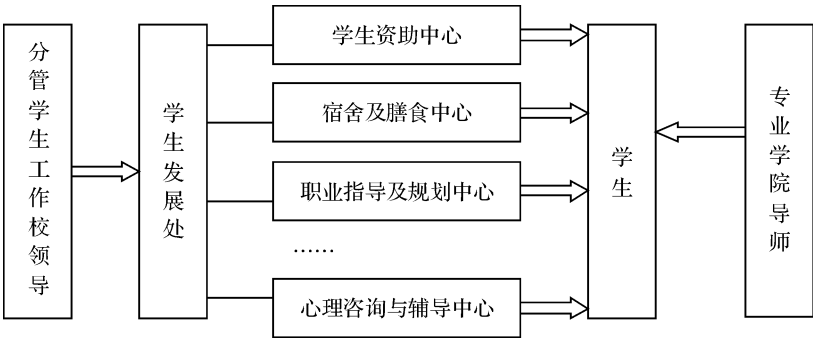 分管学生工作校领导
学生发展处
学生资助中心
宿舍及膳食中心
职业指导及规划中心
……
心理咨询与辅导中心
学生
专业学院导师